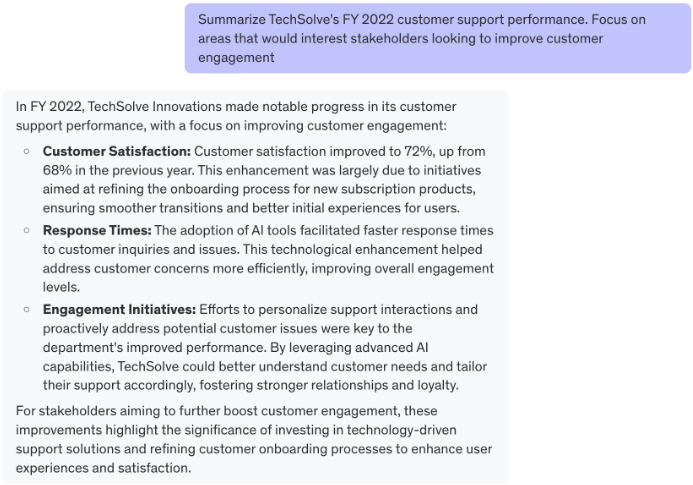 Summarize TechSolve's FY 2022 customer support performance. Focus on
areas that would interest stakeholders looking to improve customer
engagement
In FY 2022, TechSolve Innovations made notable progress in its customer
support performance, with a focus on improving customer engagement:
○ Customer Satisfaction: Customer satisfaction improved to 72%, up from
68% in the previous year. This enhancement was largely due to initiatives
aimed at refining the onboarding process for new subscription products,
ensuring smoother transitions and better initial experiences for users.
○ Response Times: The adoption of AI tools facilitated faster response times
to customer inquiries and issues. This technological enhancement helped
address customer concerns more efficiently, improving overall engagement
levels.
○ Engagement Initiatives: Efforts to personalize support interactions and
proactively address potential customer issues were key to the
department's improved performance. By leveraging advanced AI
capabilities, TechSolve could better understand customer needs and tailor
their support accordingly, fostering stronger relationships and loyalty.
For stakeholders aiming to further boost customer engagement, these
improvements highlight the significance of investing in technology-driven
support solutions and refining customer onboarding processes to enhance user
experiences and satisfaction.